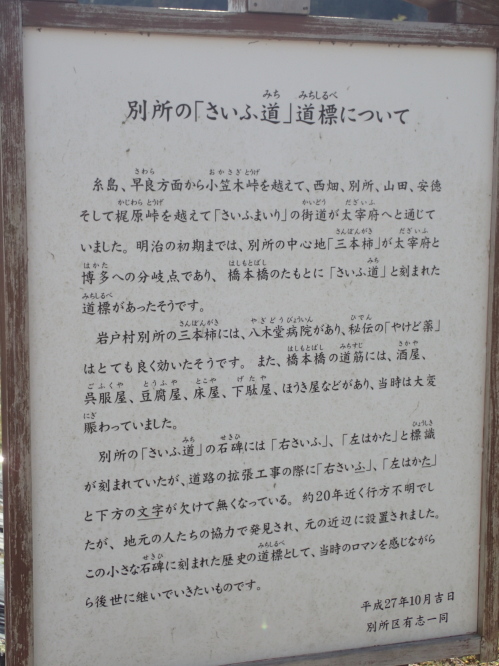 別所の「さいふ道」道標について
糸島、早良方面から小笠木峠を越えて、西畑、別所、山田、安徳
そして梶原峠を越えて「さいふまいり」の街道が太宰府へと通じて
いました。明治の初期までは、別所の中心地「三本柿」が太宰府と
博多への分岐点であり、橋本橋のたもとに「さいふ道」と刻まれた
道標があったそうです。
岩戸村別所の三本柿には、八木堂病院があり、秘伝の「やけど薬」
はとても良く効いたそうです。また、橋本橋の道筋には、酒屋、
呉服屋、豆腐屋、床屋、下駄屋、ほうき屋などがあり、当時は大変
賑わっていました。
別所の「さいふ道」の石碑には「右さいふ」、「左はかた」と標識
が刻まれていたが、道路の拡張工事の際に「右さいふ」、「左はかた」
と下方の文字が欠けて無くなっている。約20年近く行方不明でし
たが、地元の人たちの協力で発見され、元の近辺に設置されました。
この小さな石碑に刻まれた歴史の道標として、当時のロマンを感じながら
ら後世に継いでいきたいものです。
平成27年10月吉日
別所区有志一同